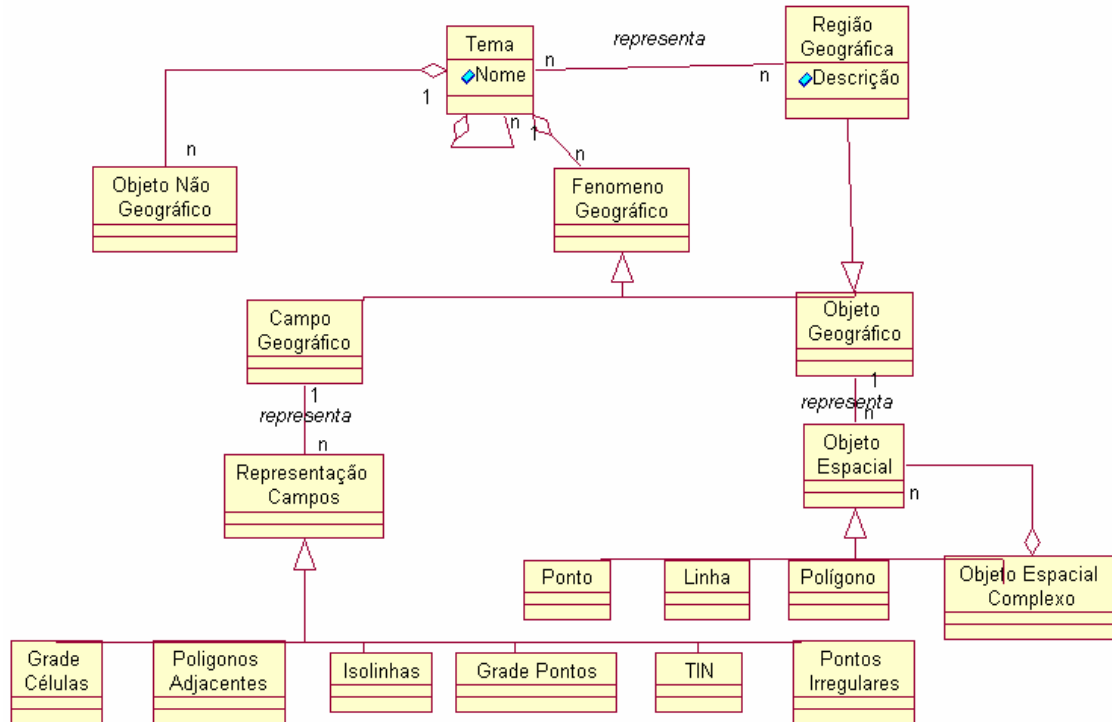 Tema
Nome
representa
n
n
Região
Geográfica
Descrição
1
n
n
1
n
Objeto Não
Geográfico
Fenomeno
Geográfico
Campo
Geográfico
1
representa
n
Objeto
Geográfico
1
representa
n
Representação
Campos
Objeto
Espacial
n
Ponto
Linha
Polígono
Objeto Espacial
Complexo
Grade
Células
Poligonos
Adjacentes
Isolinhas
Grade Pontos
TIN
Pontos
Irregulares